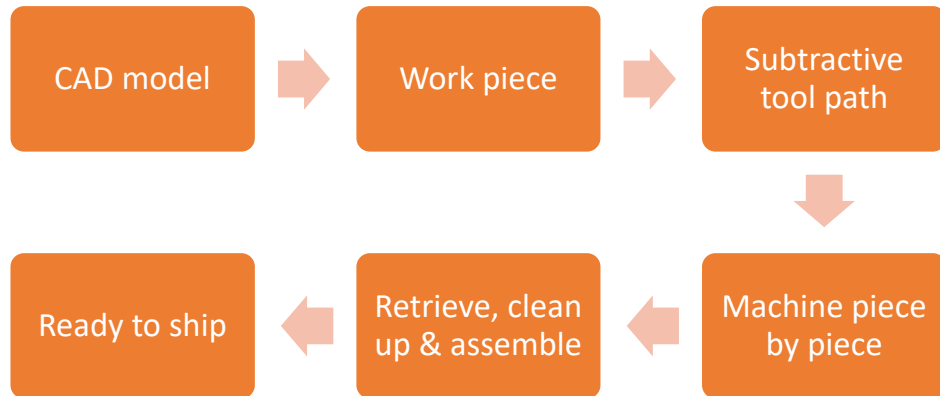 CAD model
Work piece
Subtractive
tool path
Ready to ship
Retrieve, clean
up & assemble
Machine piece
by piece